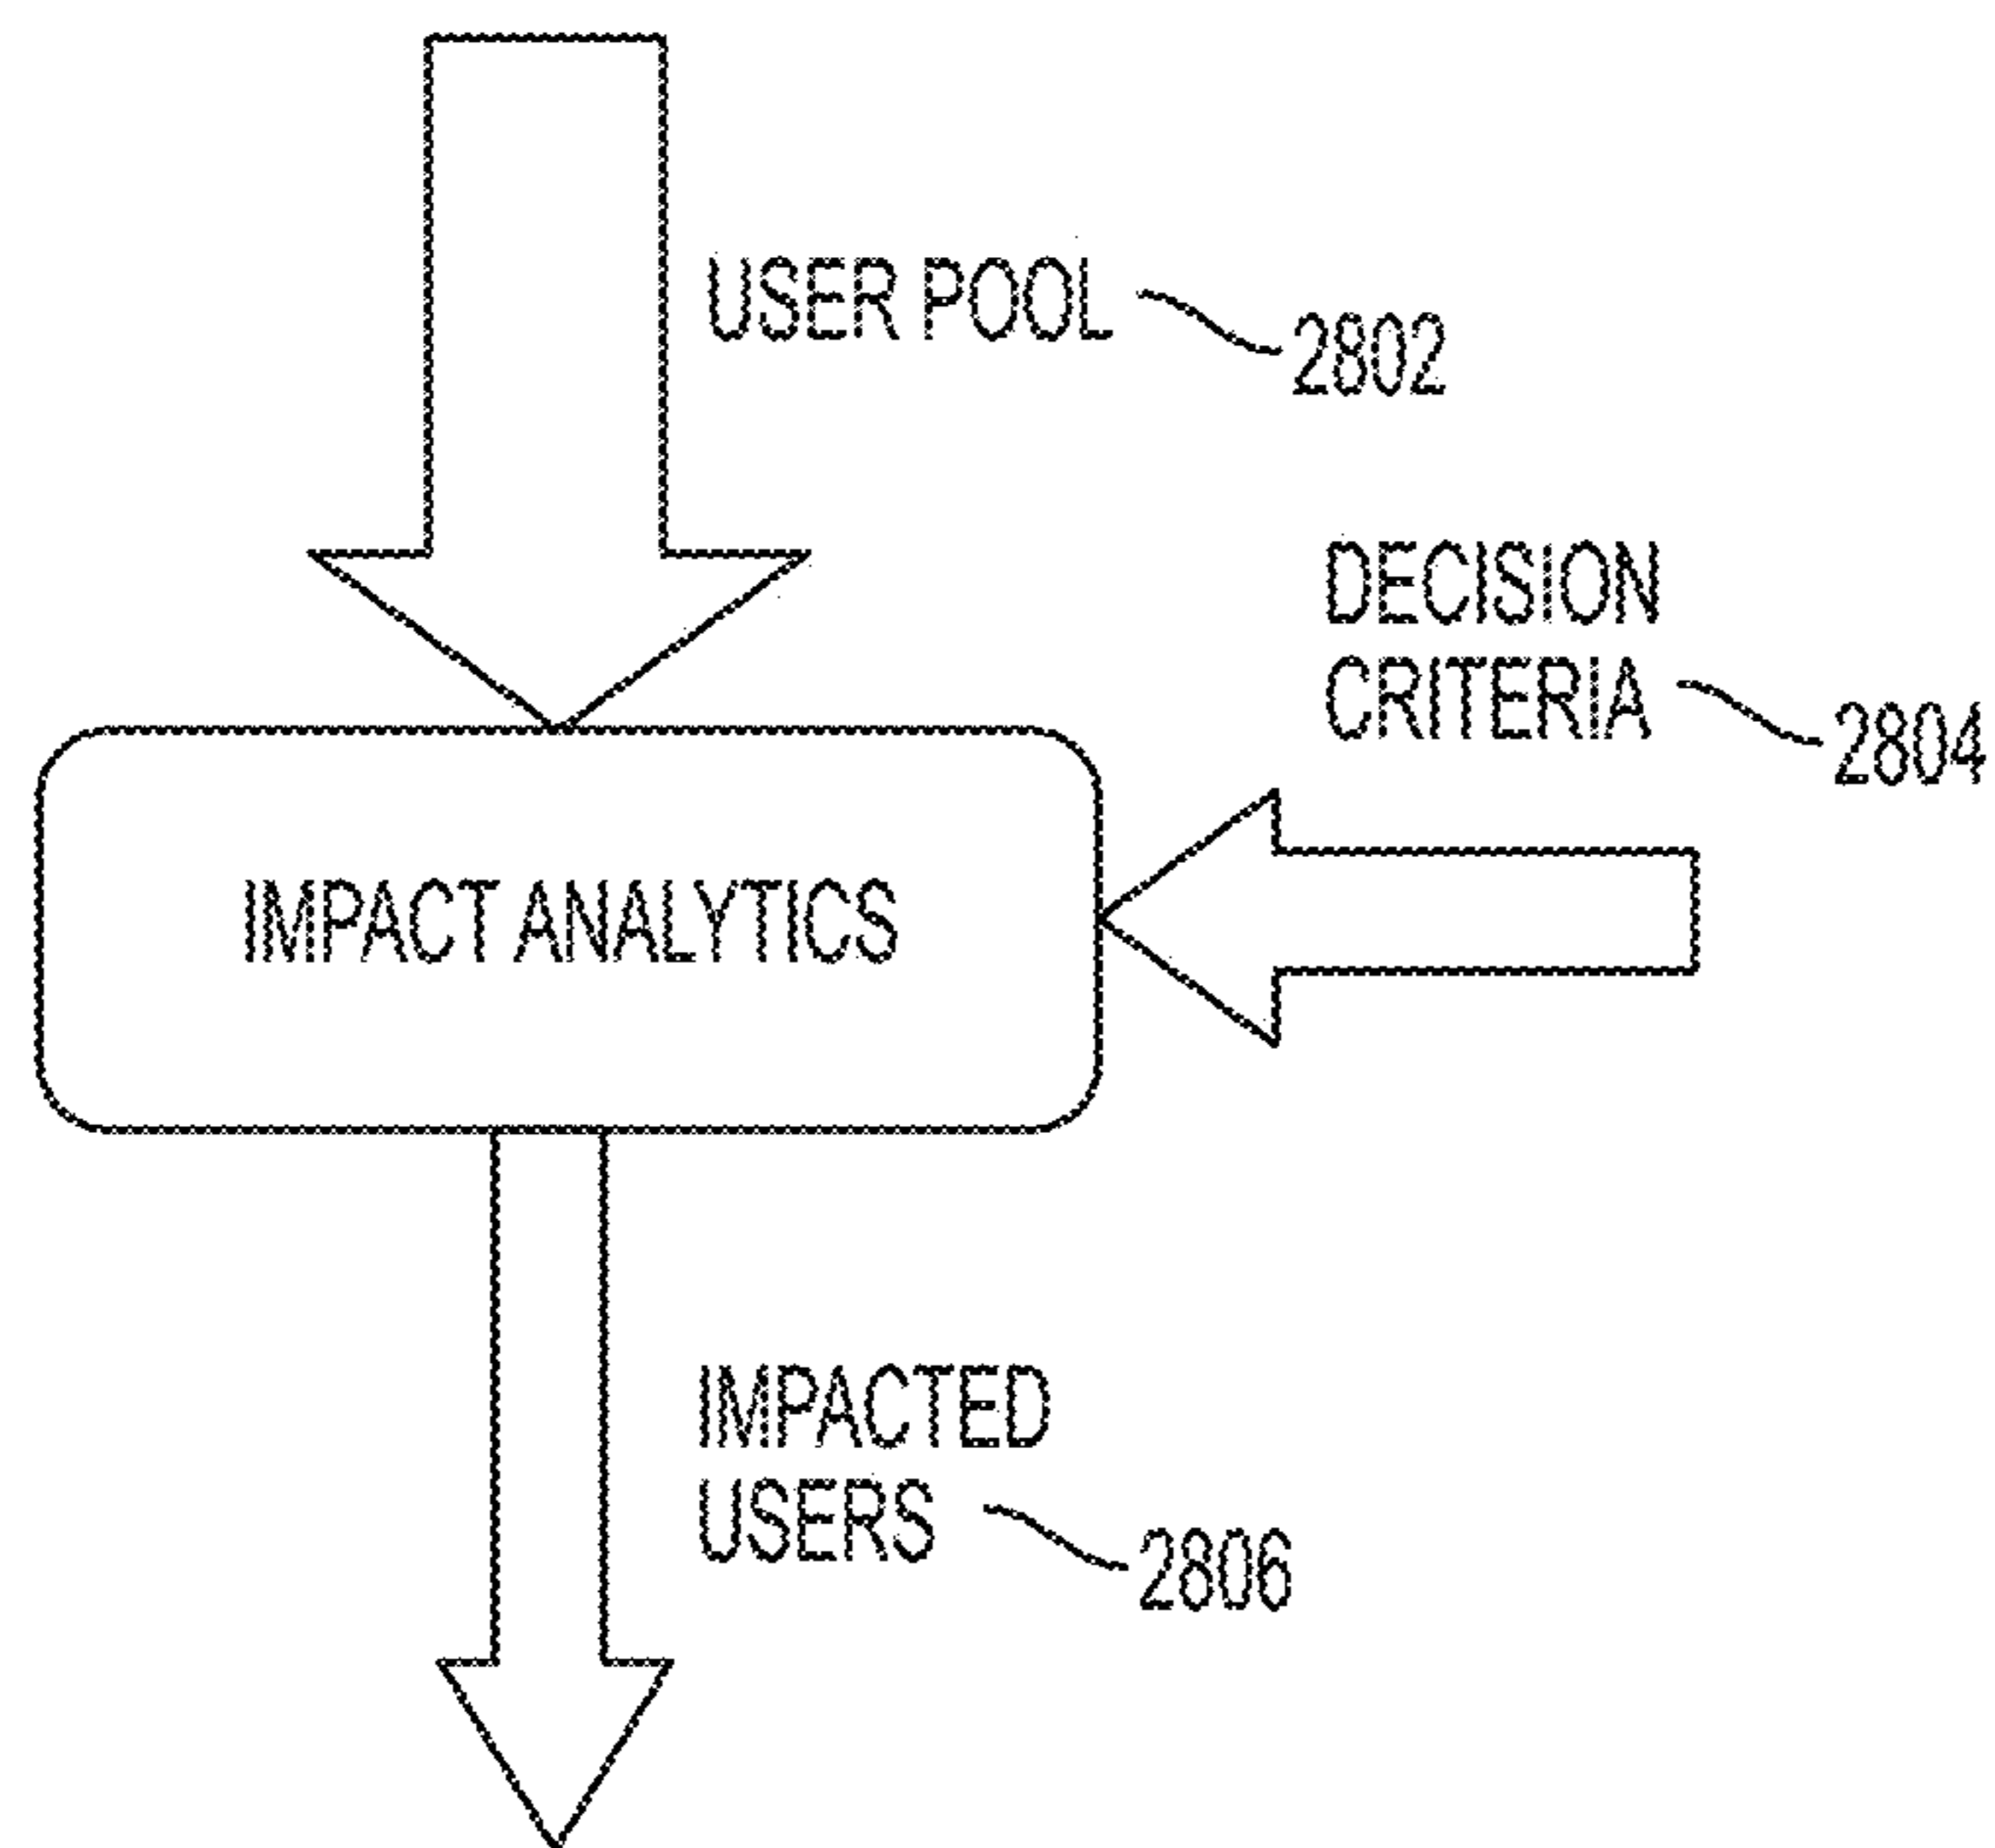 USER POOL
2802
DECISION
CRITERIA
2804
IMPACT ANALYTICS
IMPACTED
USERS
2806